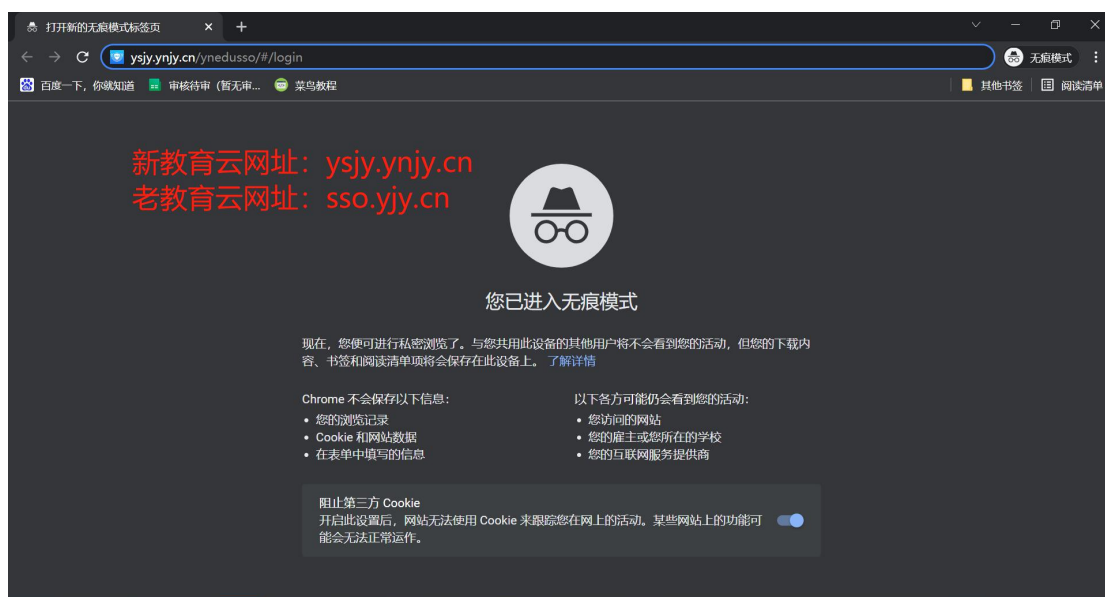 打开新的无痕模式标签页
ysjy.ynjy.cn/ynedusso/#/login
无痕模式
百度一下，你就知道
审核待审（暂无审...
菜鸟教程
其他书签
阅读清单
新教育云网址：ysjy.ynjy.cn
老教育云网址：sso.yjy.cn
您已进入无痕模式
现在，您便可进行私密浏览了。与您共用此设备的其他用户将不会看到您的活动，但您的下载内
容、书签和阅读清单项将会保存在此设备上。 了解详情
Chrome 不会保存以下信息：
• 您的浏览记录
• Cookie 和网站数据
• 在表单中填写的信息
以下各方可能仍会看到您的活动：
• 您访问的网站
• 您的雇主或您所在的学校
• 您的互联网服务提供商
阻止第三方 Cookie
开启此设置后，网站无法使用 Cookie 来跟踪您在网上的活动。某些网站上的功能可
能会无法正常运作。